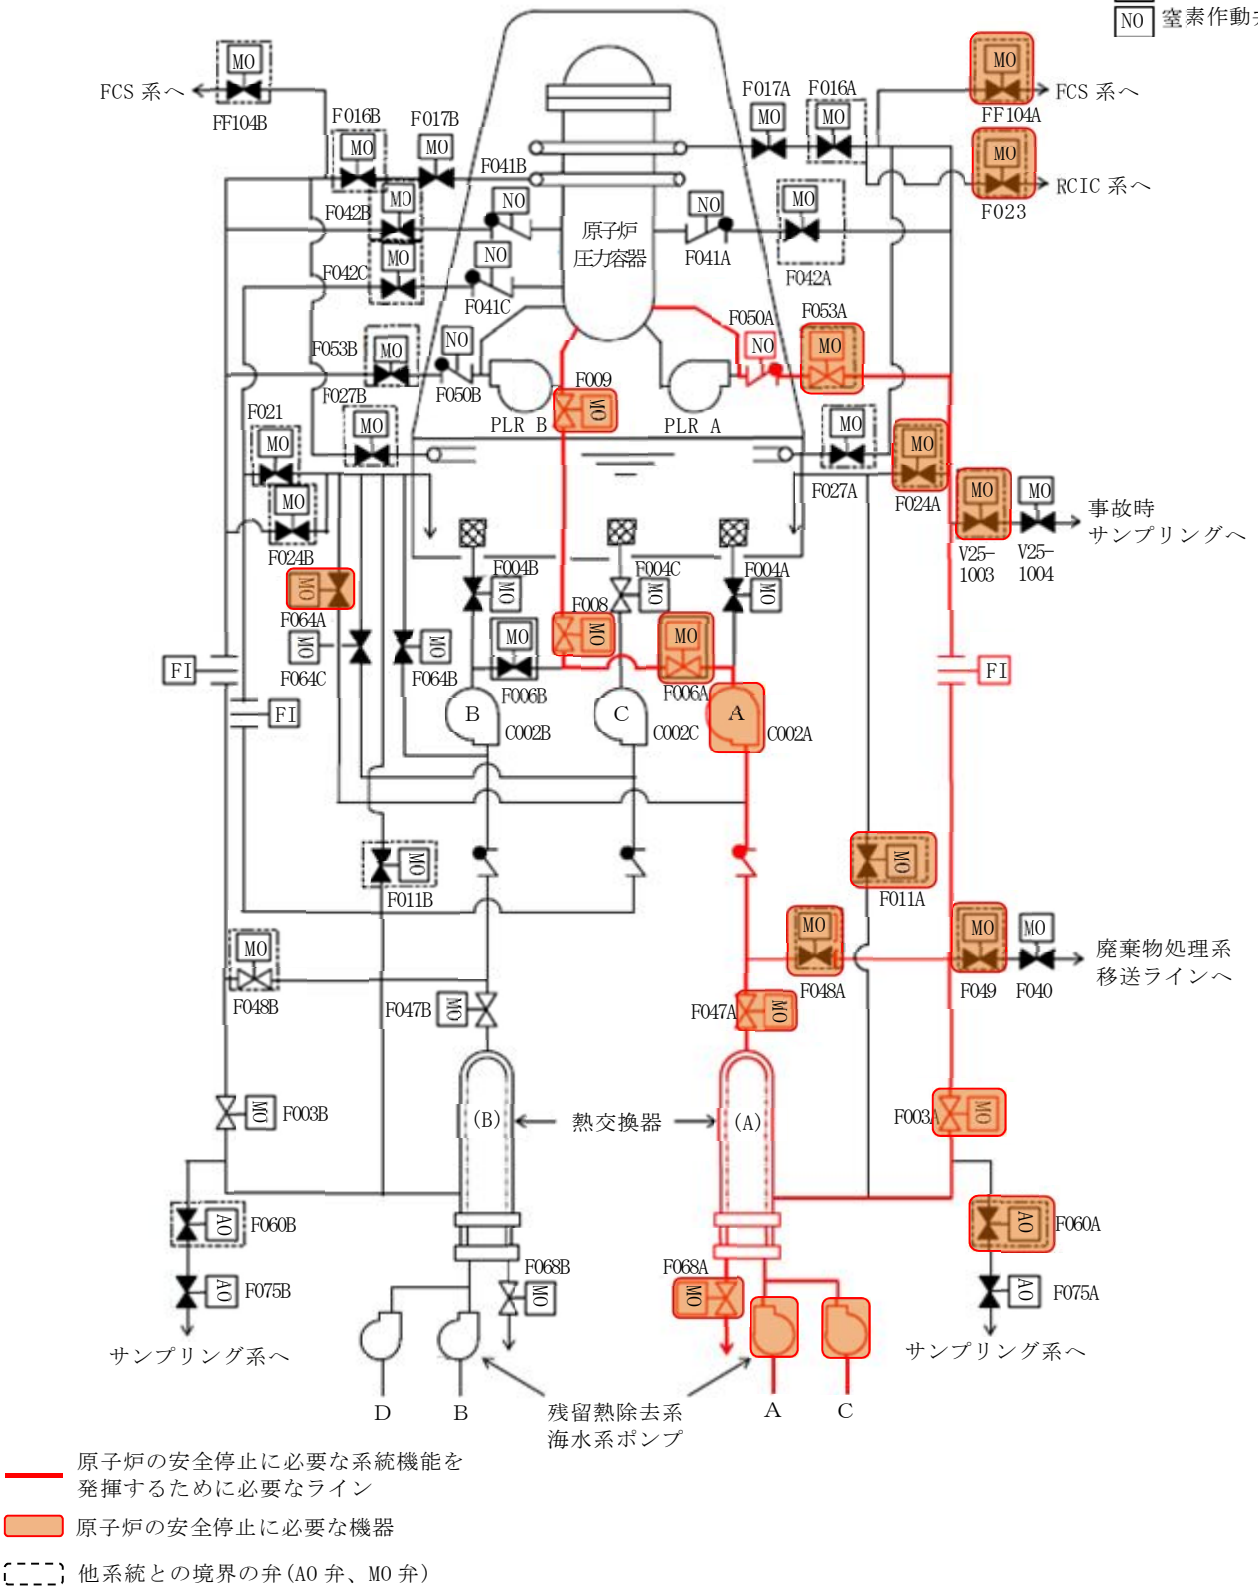 NO 窒素作動弁
MO
FCS 系へ
FF104B
MO
FCS 系へ
FF104A
F016B
MO
F017B
MO
F041B
F017A
MO
F016A
MO
MO
RCIC 系へ
F023
F042B
MO
NO
NO
F041A
MO
F042A
原子炉
圧力容器
F042C
MO
NO
F041C
F053B
MO
NO
F050B
F050A
NO
F053A
MO
PLR B
F009
MO
PLR A
F021
MO
F027B
MO
MO
F027A
MO
F024A
MO
F024B
MO
V25-
1003
MO
V25-
1004
事故時
サンプリングへ
MO
F064A
F004B
MO
F004C
MO
F004A
MO
F008
MO
MO
F064C
MO
F064B
MO
F006B
MO
F006A
FI
FI
FI
B
C002B
C
C002C
A
C002A
MO
F011B
MO
F011A
MO
F048B
MO
F048A
MO
F049
MO
F040
廃棄物処理系
移送ラインへ
F047B
MO
F047A
MO
MO
F003B
(B)
熱交換器
(A)
F003A
MO
AO
F060B
AO
F060A
AO
F075B
F068B
MO
F068A
MO
AO
F075A
サンプリング系へ
サンプリング系へ
D
B
残留熱除去系
海水系ポンプ
A
C
原子炉の安全停止に必要な系統機能を
発揮するために必要なライン
原子炉の安全停止に必要な機器
他系統との境界の弁(AO 弁、MO 弁)